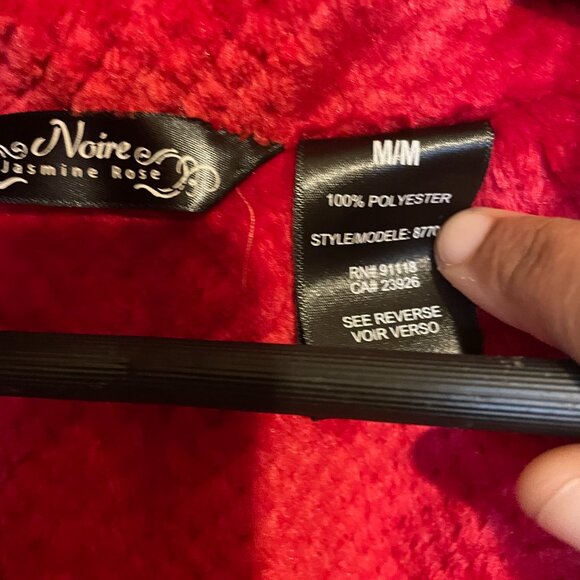 Noire
Jasmine Rose
M/M
100% POLYESTER
STYLE/MODELE:
RN# 91118
CA# 23926
SEE REVERSE
VOIR VERSO